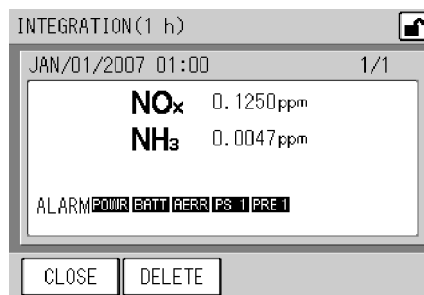 INTEGRATION(1 h)
JAN/01/2007 01:00 1/1
NOx 0.1250ppm
NH3 0.0047ppm
ALARM POWR BATT AERR PS 1 PRE 1
CLOSE DELETE